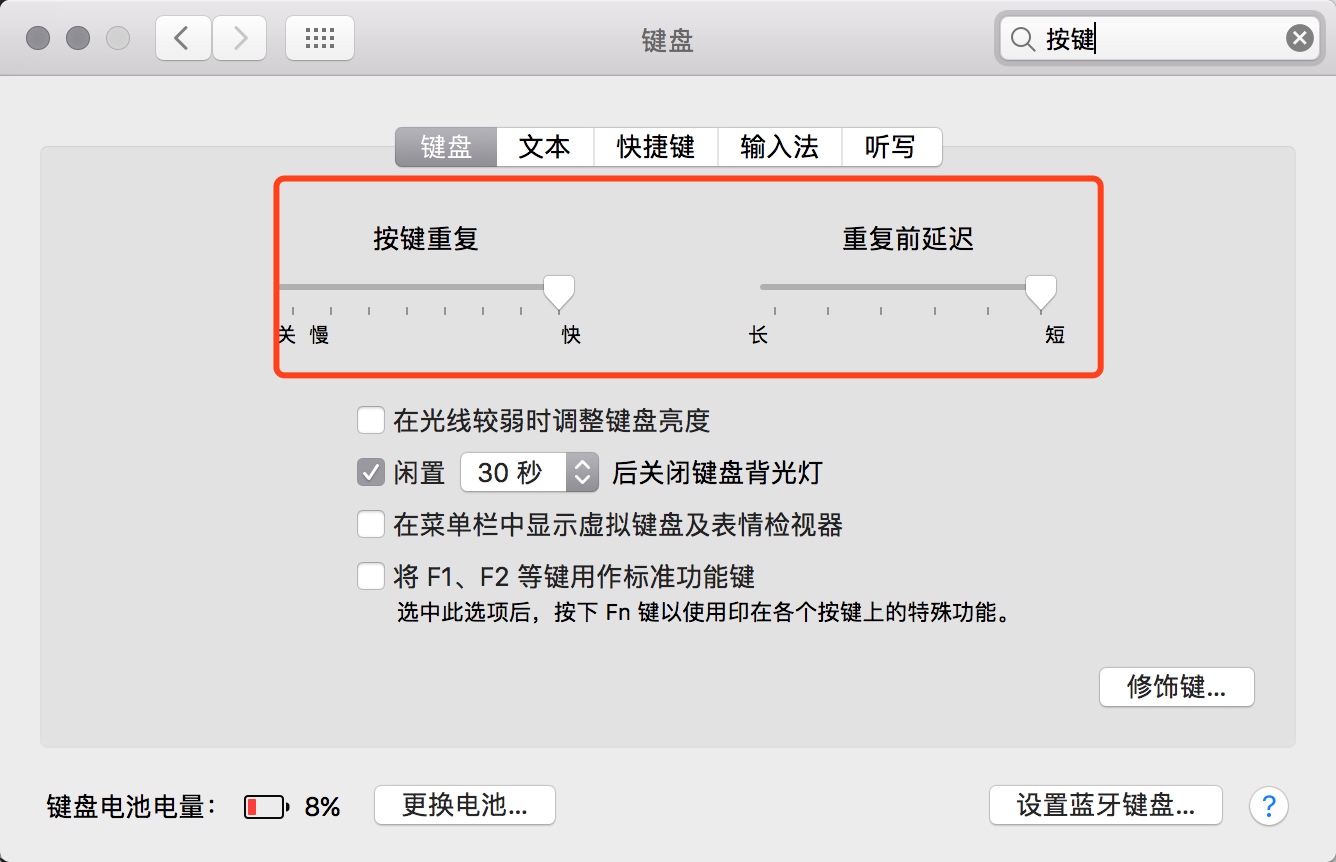 键盘
按键
键盘 文本 快捷键 输入法 听写
按键重复 重复前延迟
关 慢 快 长 短
在光线较弱时调整键盘亮度
闲置 30 秒 后关闭键盘背光灯
在菜单栏中显示虚拟键盘及表情检视器
将 F1、F2 等键用作标准功能键
选中此选项后，按下 Fn 键以使用印在各个按键上的特殊功能。
修饰键...
键盘电池电量： 8% 更换电池... 设置蓝牙键盘... ?